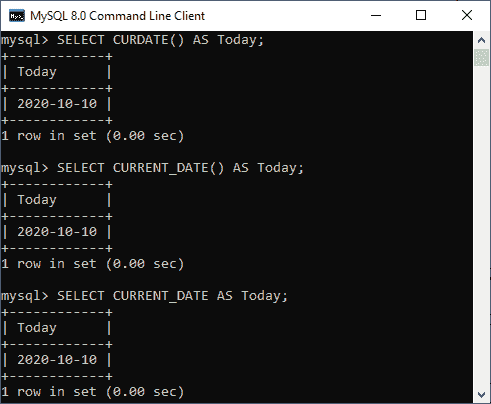 MySQL 8.0 Command Line Client
mysql> SELECT CURDATE() AS Today;
+------------+
| Today      |
+------------+
| 2020-10-10 |
+------------+
1 row in set (0.00 sec)
mysql> SELECT CURRENT_DATE() AS Today;
+------------+
| Today      |
+------------+
| 2020-10-10 |
+------------+
1 row in set (0.00 sec)
mysql> SELECT CURRENT_DATE AS Today;
+------------+
| Today      |
+------------+
| 2020-10-10 |
+------------+
1 row in set (0.00 sec)